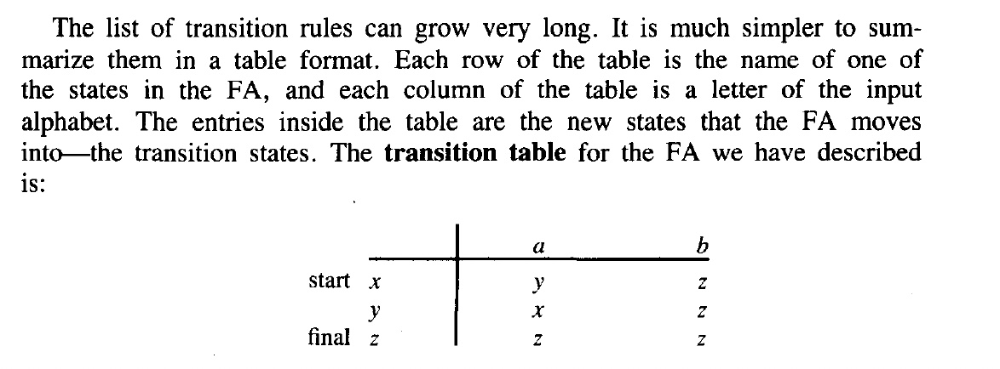 The list of transition rules can grow very long. It is much simpler to sum-
marize them in a table format. Each row of the table is the name of one of
the states in the FA, and each column of the table is a letter of the input
alphabet. The entries inside the table are the new states that the FA moves
into—the transition states. The transition table for the FA we have described
is:
a b
start x y z
y x z
final z z z